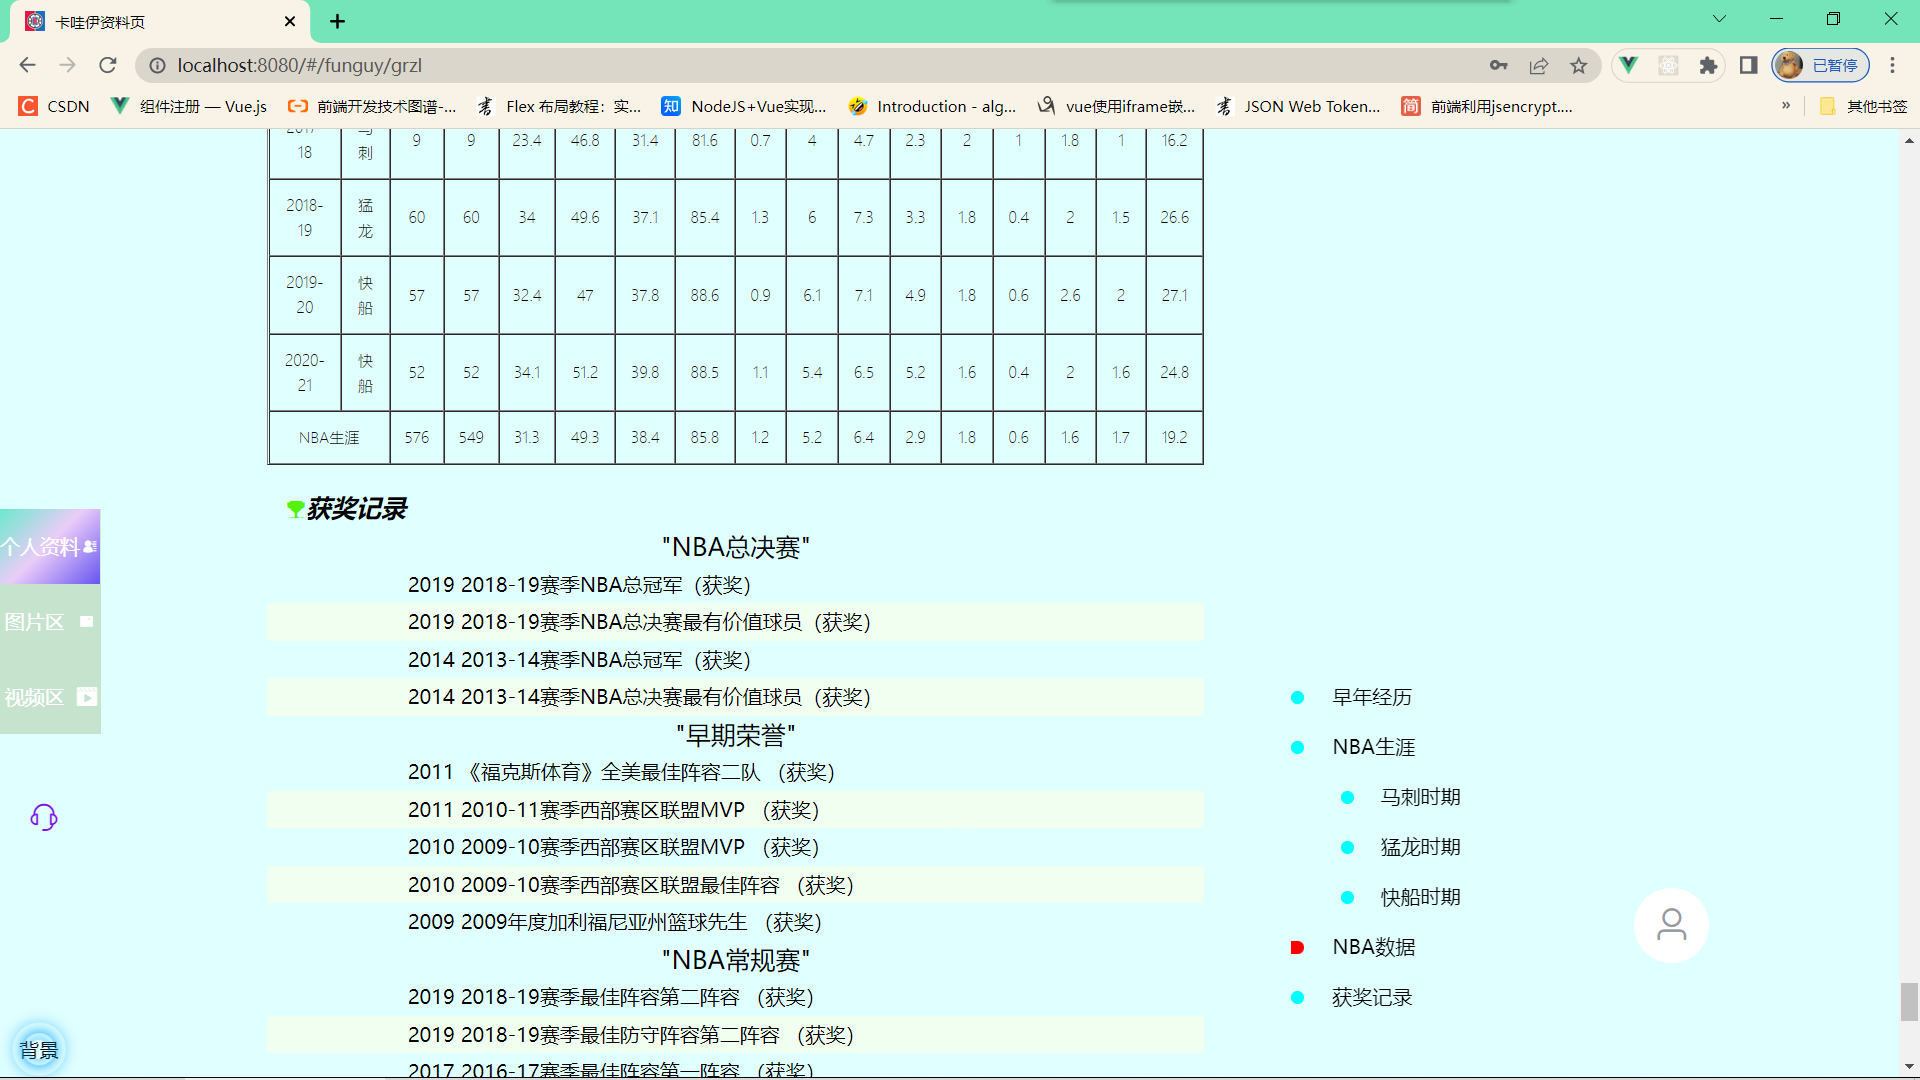 卡哇伊资料页
localhost:8080/#/funguy/grzl
已暂停
CSDN 组件注册 — Vue.js 前端开发技术图谱-... Flex 布局教程：实... NodeJS+Vue实现... Introduction - alg... vue使用iframe嵌... JSON Web Token... 前端利用jsencrypt.... » 其他书签
2017-18 马刺 9 9 23.4 46.8 31.4 81.6 0.7 4 4.7 2.3 2 1 1.8 1 16.2
2018-19 猛龙 60 60 34 49.6 37.1 85.4 1.3 6 7.3 3.3 1.8 0.4 2 1.5 26.6
2019-20 快船 57 57 32.4 47 37.8 88.6 0.9 6.1 7.1 4.9 1.8 0.6 2.6 2 27.1
2020-21 快船 52 52 34.1 51.2 39.8 88.5 1.1 5.4 6.5 5.2 1.6 0.4 2 1.6 24.8
NBA生涯 576 549 31.3 49.3 38.4 85.8 1.2 5.2 6.4 2.9 1.8 0.6 1.6 1.7 19.2
获奖记录
"NBA总决赛"
2019 2018-19赛季NBA总冠军（获奖）
2019 2018-19赛季NBA总决赛最有价值球员（获奖）
2014 2013-14赛季NBA总冠军（获奖）
2014 2013-14赛季NBA总决赛最有价值球员（获奖）
"早期荣誉"
2011 《福克斯体育》全美最佳阵容二队 （获奖）
2011 2010-11赛季西部赛区联盟MVP （获奖）
2010 2009-10赛季西部赛区联盟MVP （获奖）
2010 2009-10赛季西部赛区联盟最佳阵容 （获奖）
2009 2009年度加利福尼亚州篮球先生 （获奖）
"NBA常规赛"
2019 2018-19赛季最佳阵容第二阵容 （获奖）
2019 2018-19赛季最佳防守阵容第二阵容 （获奖）
2017 2016-17赛季最佳阵容第一阵容 （获奖）
个人资料
图片区
视频区
背景
早年经历
NBA生涯
马刺时期
猛龙时期
快船时期
NBA数据
获奖记录